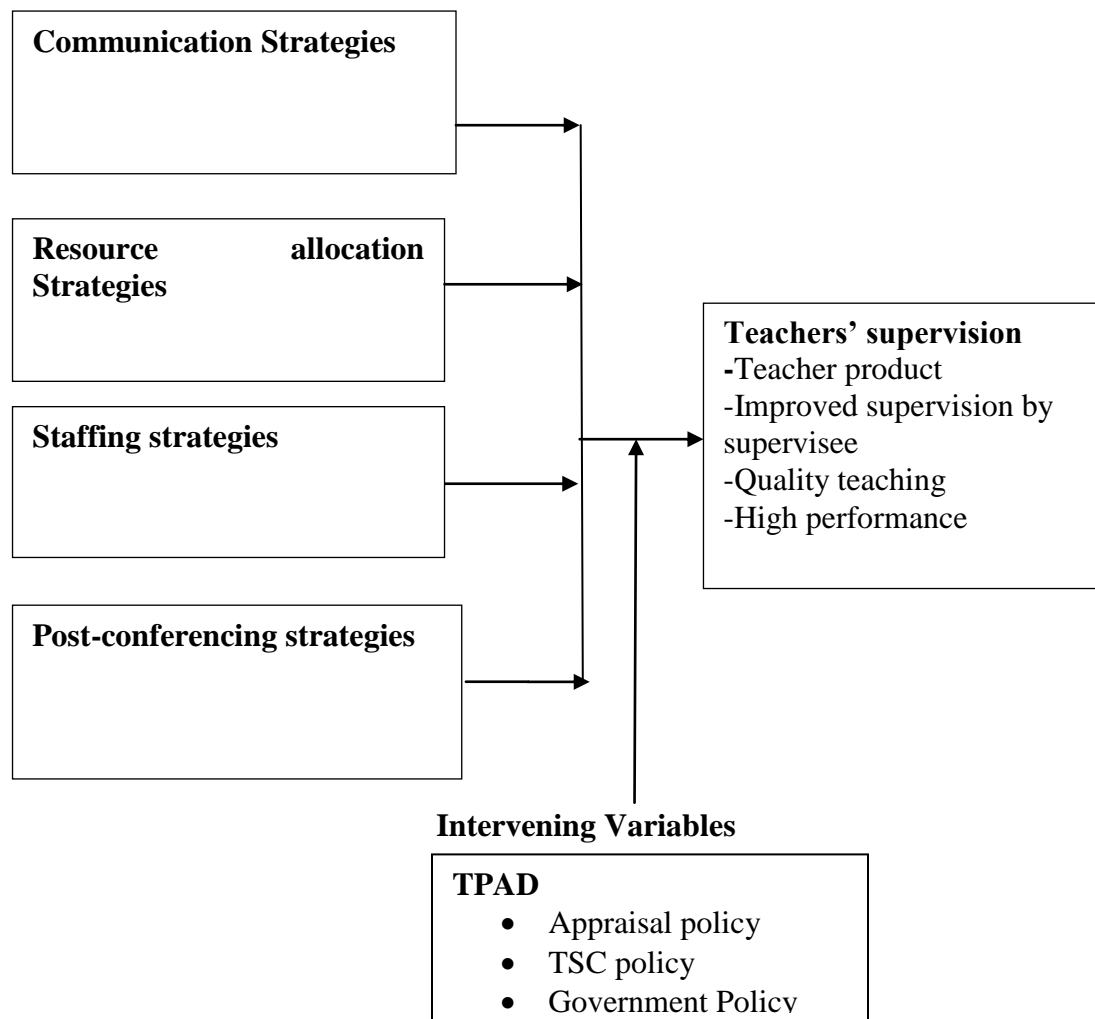 Communication Strategies
Resource allocation
Strategies
Staffing strategies
Post-conferencing strategies
Teachers’ supervision
-Teacher product
-Improved supervision by
supervisee
-Quality teaching
-High performance
Intervening Variables
TPAD
• Appraisal policy
• TSC policy
• Government Policy